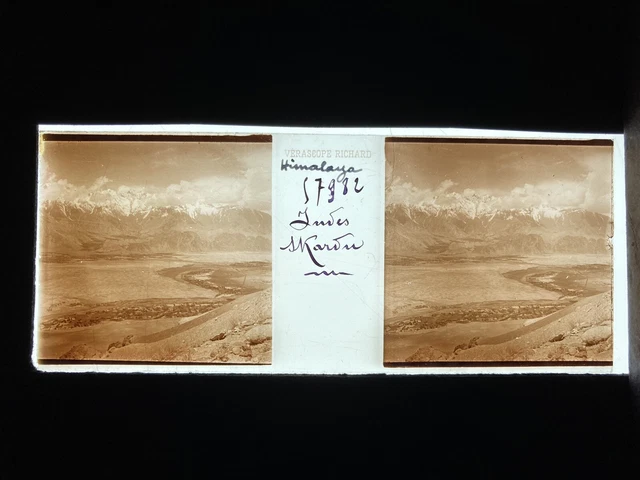 VERASCOPE RICHARD
Himalaya
57982
Indes
Skardu